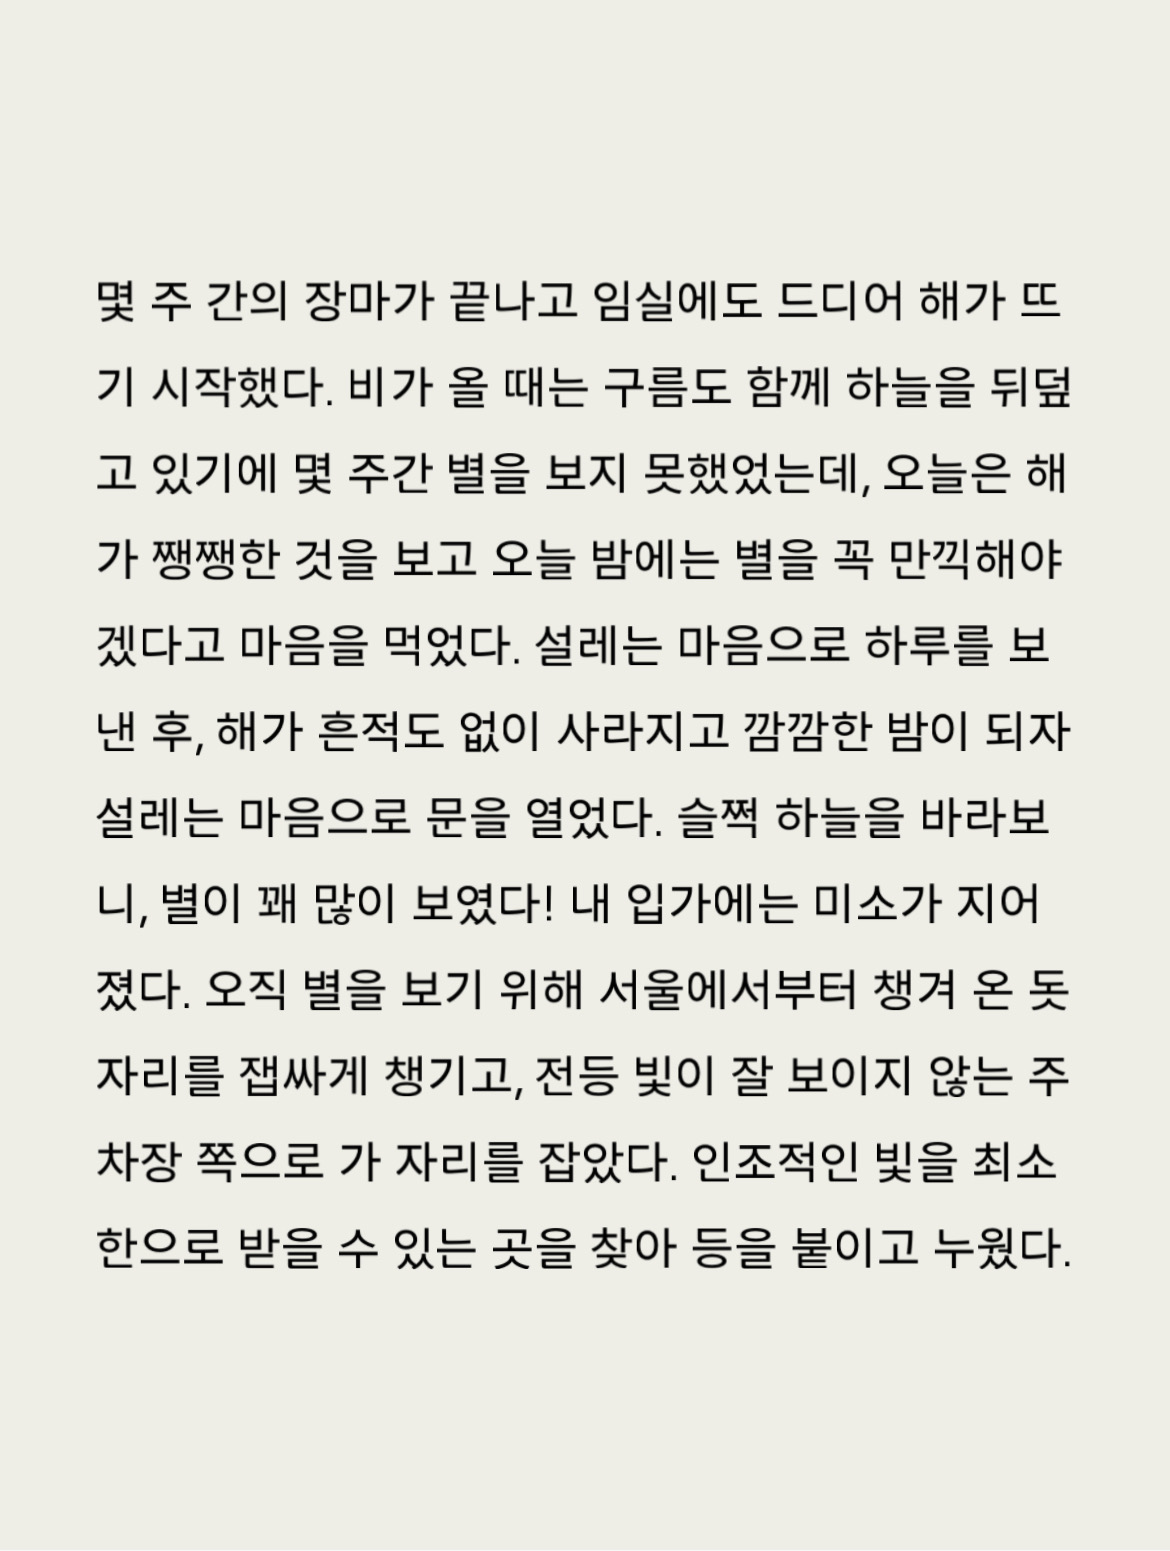 몇 주 간의 장마가 끝나고 임실에도 드디어 해가 뜨
기 시작했다. 비가 올 때는 구름도 함께 하늘을 뒤덮
고 있기에 몇 주간 별을 보지 못했었는데, 오늘은 해
가 쨍쨍한 것을 보고 오늘 밤에는 별을 꼭 만끽해야
겠다고 마음을 먹었다. 설레는 마음으로 하루를 보
낸 후, 해가 흔적도 없이 사라지고 깜깜한 밤이 되자
설레는 마음으로 문을 열었다. 슬쩍 하늘을 바라보
니, 별이 꽤 많이 보였다! 내 입가에는 미소가 지어
졌다. 오직 별을 보기 위해 서울에서부터 챙겨 온 돗
자리를 잽싸게 챙기고, 전등 빛이 잘 보이지 않는 주
차장 쪽으로 가 자리를 잡았다. 인조적인 빛을 최소
한으로 받을 수 있는 곳을 찾아 등을 붙이고 누웠다.